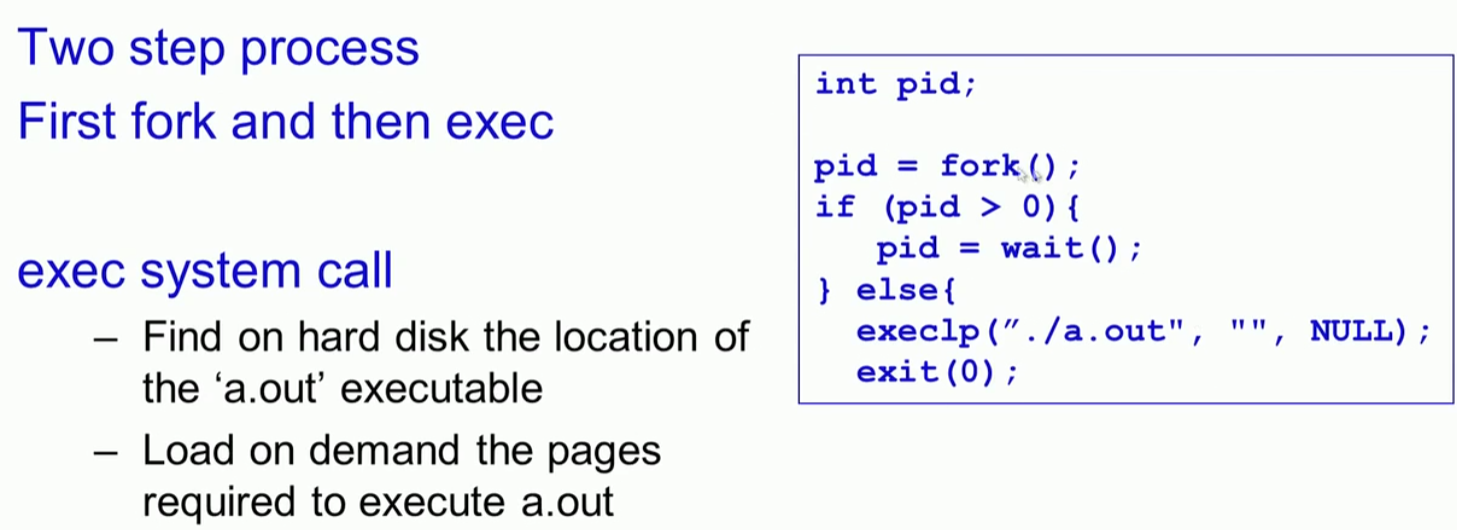 Two step process
First fork and then exec
exec system call
– Find on hard disk the location of
the ‘a.out’ executable
– Load on demand the pages
required to execute a.out
int pid;
pid = fork();
if (pid > 0){
pid = wait();
} else{
execlp(″./a.out", "", NULL);
exit(0);